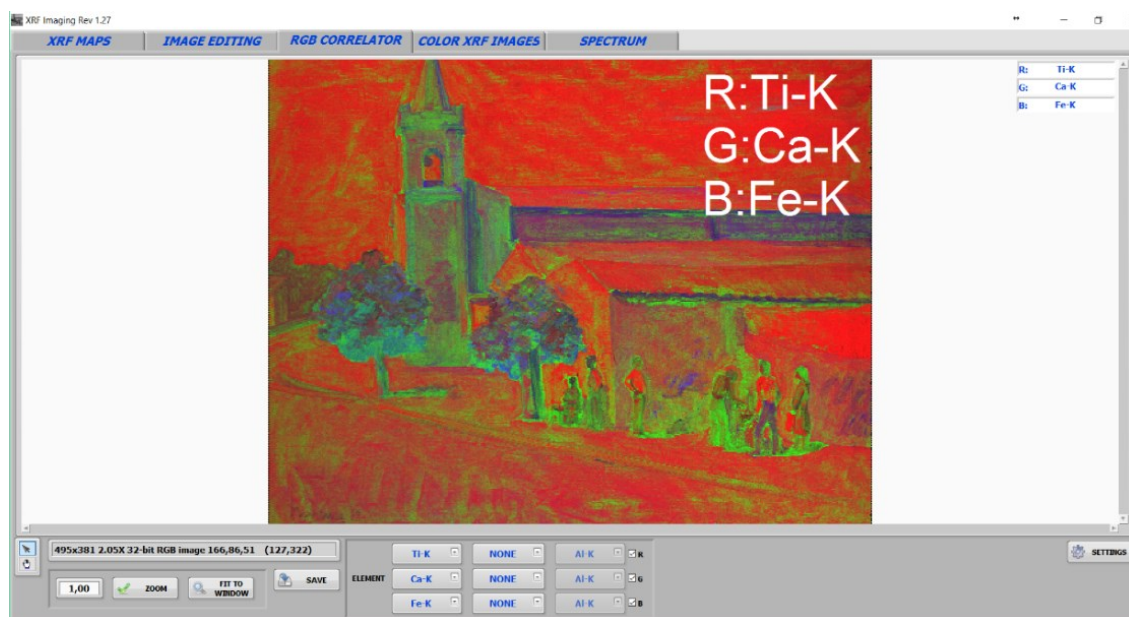 XRF Imaging Rev 1.27
XRF MAPS IMAGE EDITING RGB CORRELATOR COLOR XRF IMAGES SPECTRUM
R:Ti-K
G:Ca-K
B:Fe-K
R: Ti-K
G: Ca-K
B: Fe-K
495x381 2.05X 32-bit RGB image 166,86,51 (127,322)
1,00 ZOOM FIT TO WINDOW SAVE
ELEMENT
Ti-K NONE Al-K R
Ca-K NONE Al-K G
Fe-K NONE Al-K B
SETTINGS